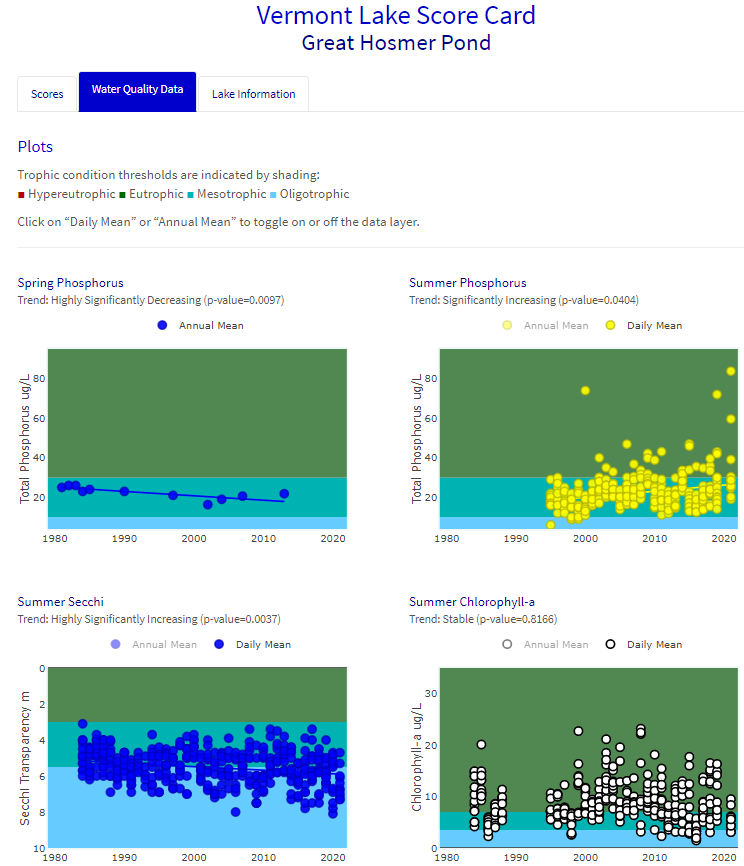 Vermont Lake Score Card
Great Hosmer Pond
Scores
Water Quality Data
Lake Information
Plots
Trophic condition thresholds are indicated by shading:
Hypereutrophic Eutrophic Mesotrophic Oligotrophic
Click on “Daily Mean” or “Annual Mean” to toggle on or off the data layer.
Spring Phosphorus
Trend: Highly Significantly Decreasing (p-value=0.0097)
Annual Mean
Total Phosphorus ug/L
80
60
40
20
1980 1990 2000 2010 2020
Summer Phosphorus
Trend: Significantly Increasing (p-value=0.0404)
Annual Mean Daily Mean
Total Phosphorus ug/L
80
60
40
20
1980 1990 2000 2010 2020
Summer Secchi
Trend: Highly Significantly Increasing (p-value=0.0037)
Annual Mean Daily Mean
Secchi Transparency m
0
2
4
6
8
10
1980 1990 2000 2010 2020
Summer Chlorophyll-a
Trend: Stable (p-value=0.8166)
Annual Mean Daily Mean
Chlorophyll-a ug/L
30
20
10
0
1980 1990 2000 2010 2020